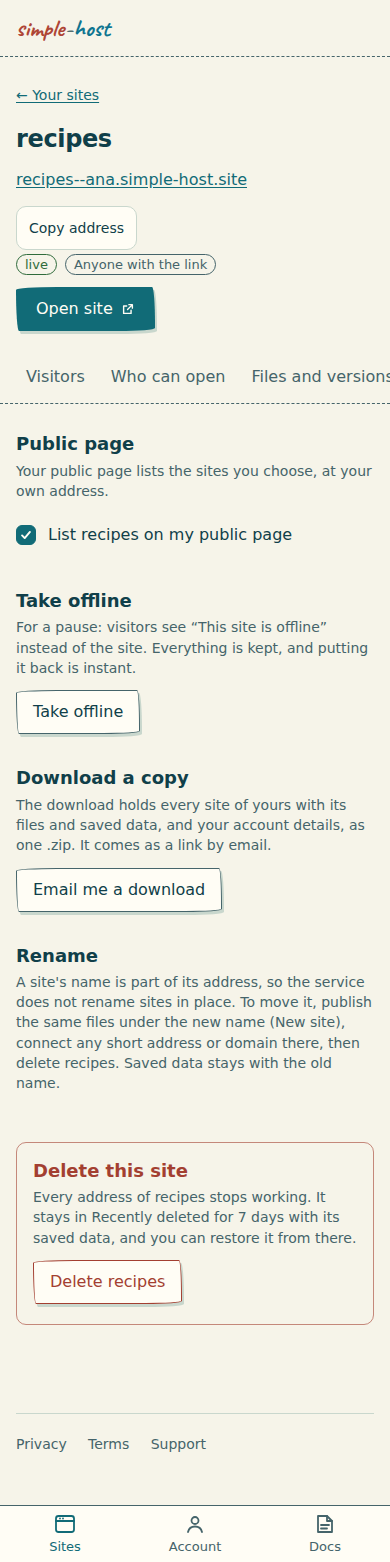 simple-host
← Your sites
recipes
recipes--ana.simple-host.site
Copy address
live Anyone with the link
Open site
Visitors Who can open Files and versions
Public page
Your public page lists the sites you choose, at your
own address.
List recipes on my public page
Take offline
For a pause: visitors see “This site is offline”
instead of the site. Everything is kept, and putting
it back is instant.
Take offline
Download a copy
The download holds every site of yours with its
files and saved data, and your account details, as
one .zip. It comes as a link by email.
Email me a download
Rename
A site's name is part of its address, so the service
does not rename sites in place. To move it, publish
the same files under the new name (New site),
connect any short address or domain there, then
delete recipes. Saved data stays with the old
name.
Delete this site
Every address of recipes stops working. It
stays in Recently deleted for 7 days with its
saved data, and you can restore it from there.
Delete recipes
Privacy Terms Support
Sites Account Docs